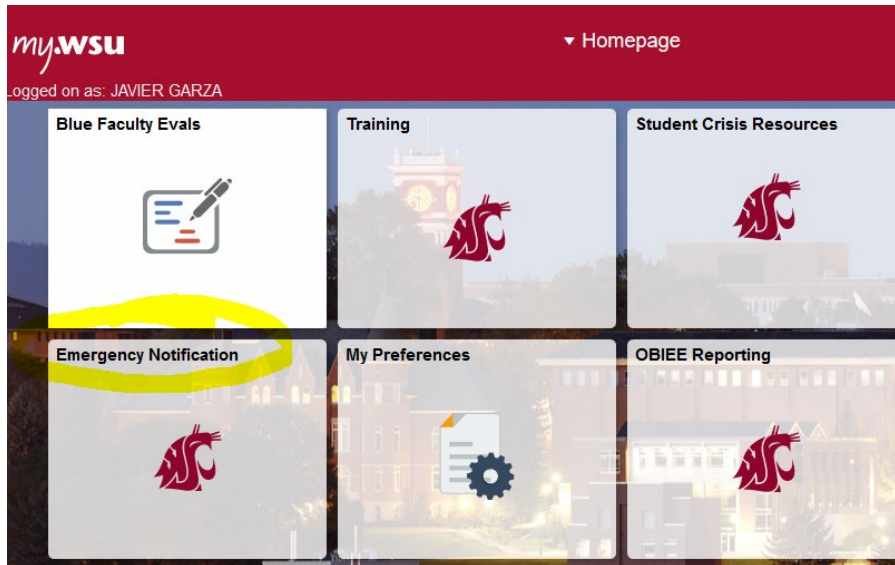 my.wsu
Homepage
Logged on as: JAVIER GARZA
Blue Faculty Evals
Training
Student Crisis Resources
Emergency Notification
My Preferences
OBIEE Reporting